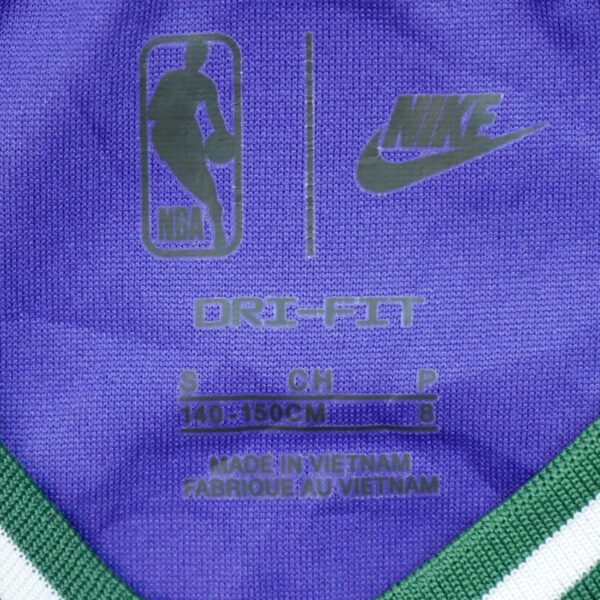 NBA
NIKE
DRI-FIT
S CH P
140-150CM 8
MADE IN VIETNAM
FABRIQUE AU VIETNAM